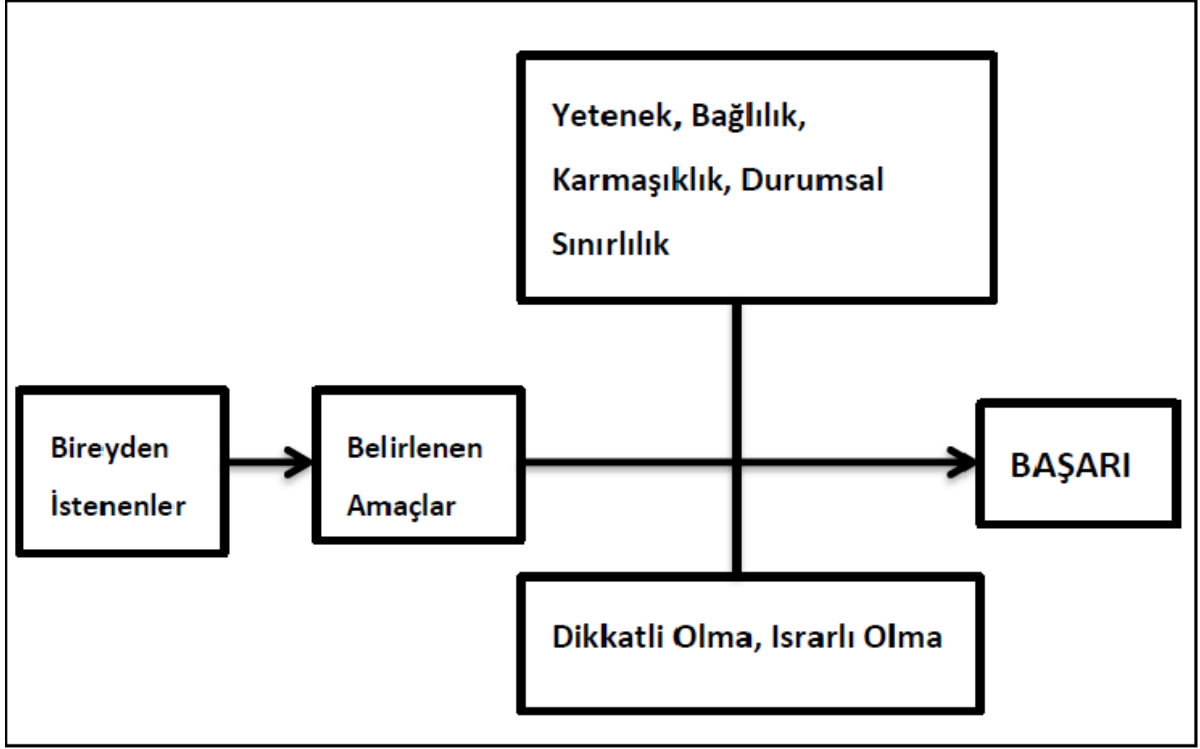 Yetenek, Bağlılık,
Karmaşıklık, Durumsal
Sınırlılık
Bireyden
İstenenler
Belirlenen
Amaçlar
BAŞARI
Dikkatli Olma, Israrlı Olma